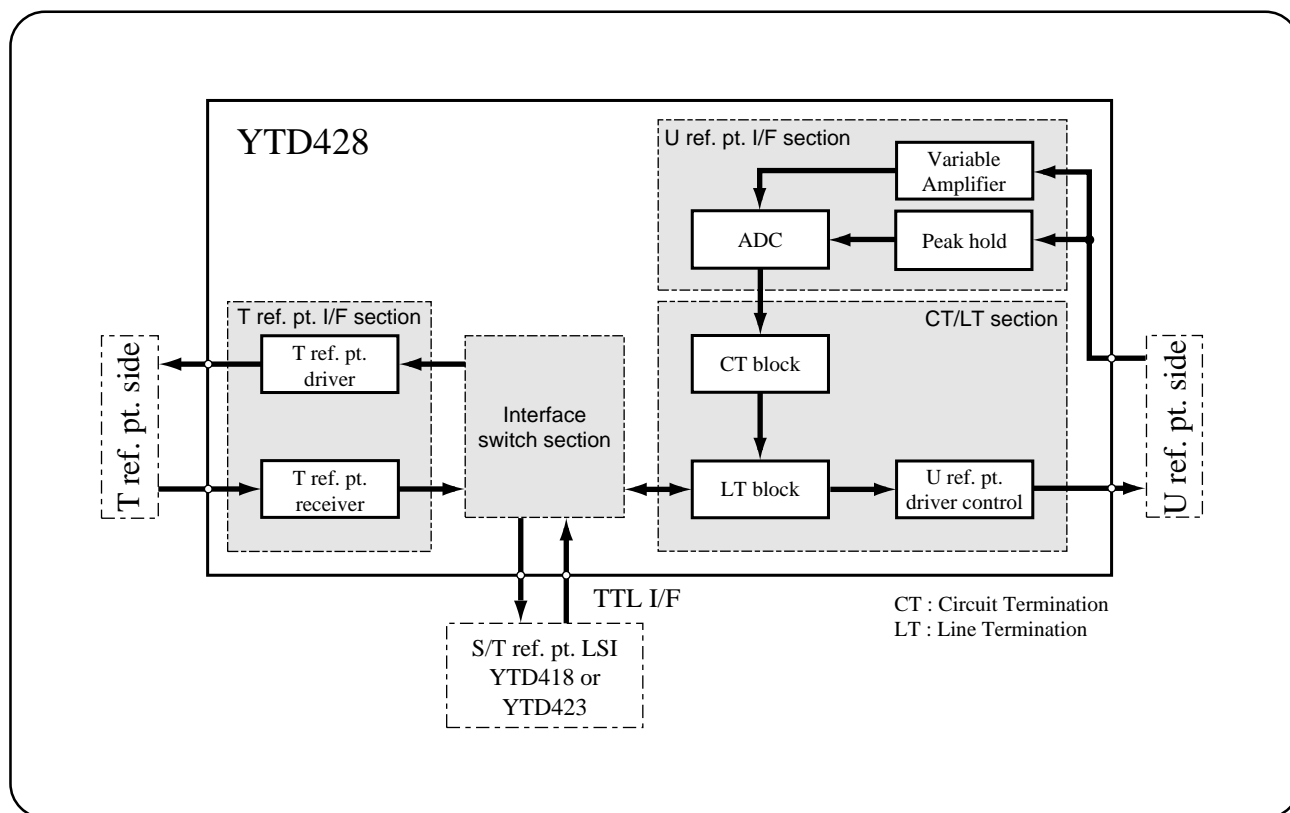 YTD428
U ref. pt. I/F section
Variable
Amplifier
ADC
Peak hold
T ref. pt. I/F section
CT/LT section
T ref. pt. side
T ref. pt.
driver
CT block
U ref. pt. side
Interface
switch section
T ref. pt.
receiver
LT block
U ref. pt.
driver control
TTL I/F
CT : Circuit Termination
LT : Line Termination
S/T ref. pt. LSI
YTD418 or
YTD423